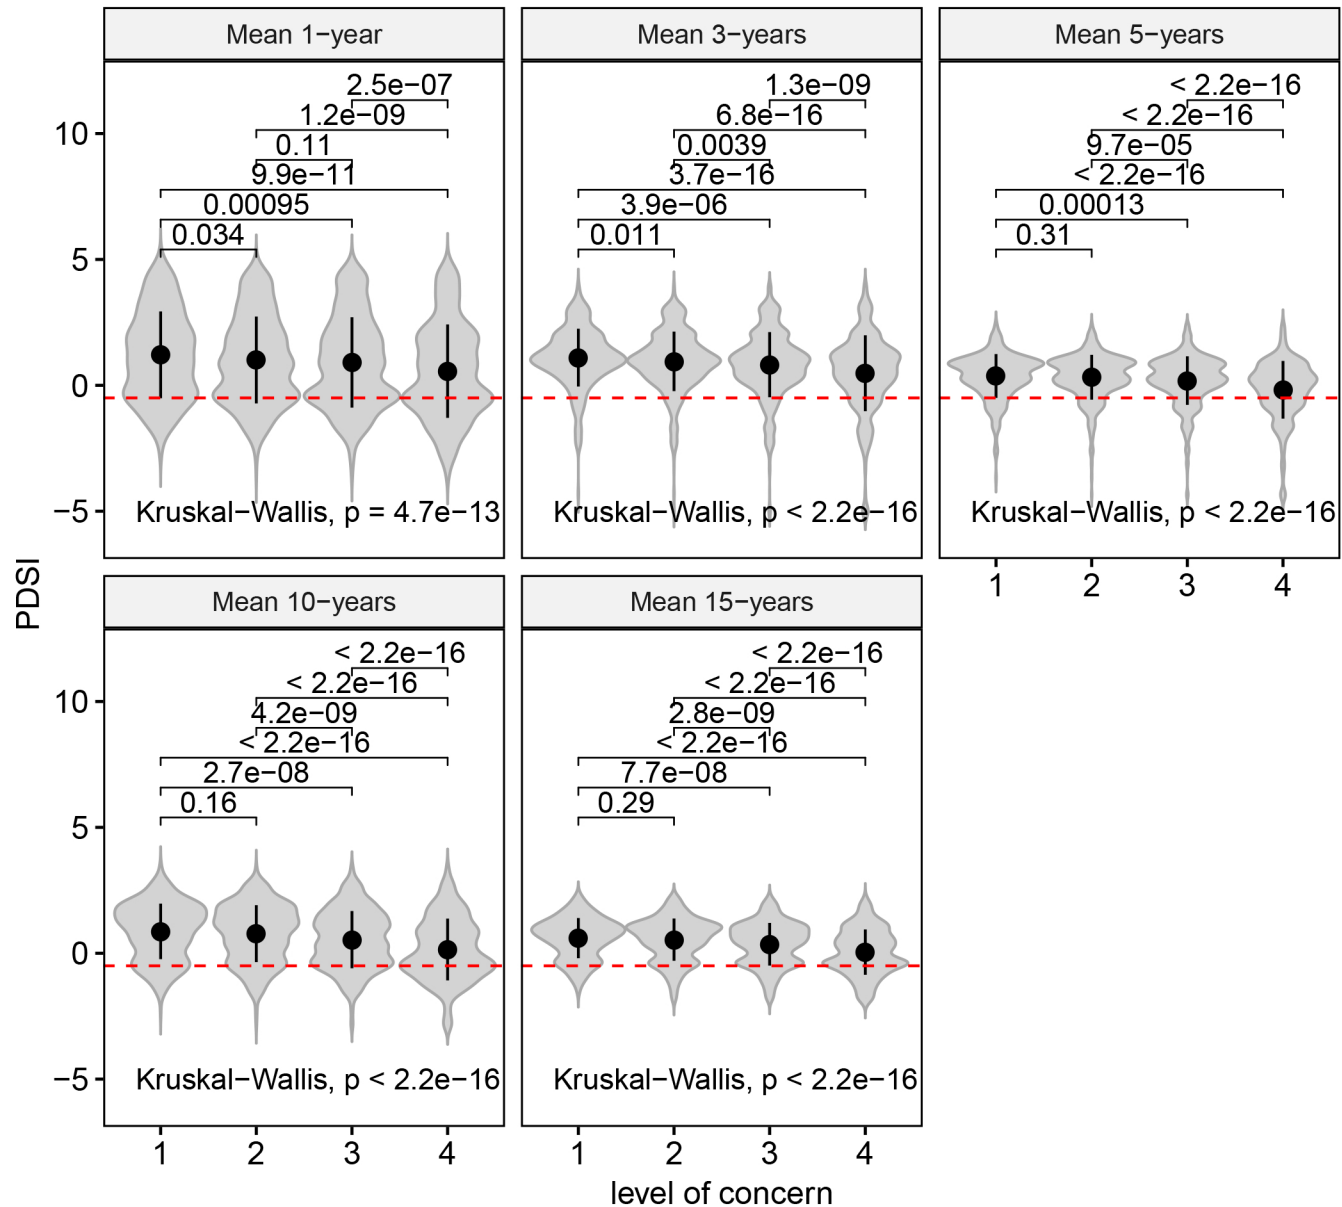 Mean 1−year
Mean 3−years
Mean 5−years
2.5e−07
1.2e−09
0.11
9.9e−11
0.00095
0.034
Kruskal−Wallis, p = 4.7e−13
1.3e−09
6.8e−16
0.0039
3.7e−16
3.9e−06
0.011
Kruskal−Wallis, p < 2.2e−16
< 2.2e−16
< 2.2e−16
9.7e−05
< 2.2e−16
0.00013
0.31
Kruskal−Wallis, p < 2.2e−16
10
5
0
−5
1 2 3 4
PDSI
Mean 10−years
Mean 15−years
< 2.2e−16
< 2.2e−16
4.2e−09
< 2.2e−16
2.7e−08
0.16
Kruskal−Wallis, p < 2.2e−16
< 2.2e−16
< 2.2e−16
2.8e−09
< 2.2e−16
7.7e−08
0.29
Kruskal−Wallis, p < 2.2e−16
10
5
0
−5
1 2 3 4
1 2 3 4
level of concern